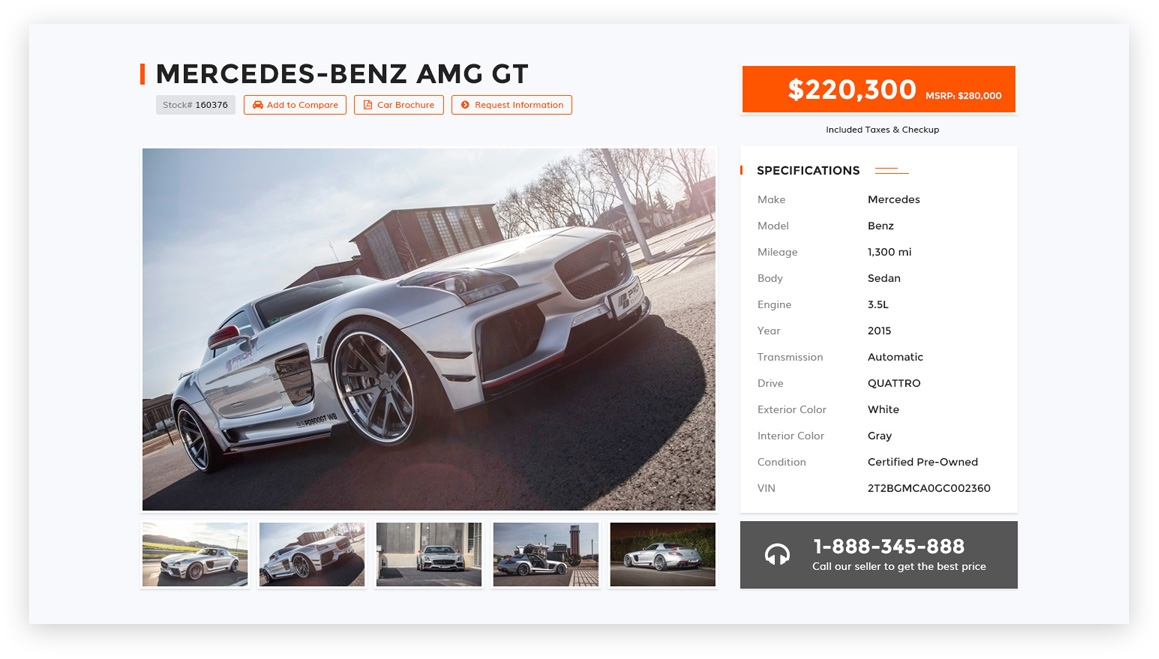 MERCEDES-BENZ AMG GT
Stock# 160376
Add to Compare
Car Brochure
Request Information
$220,300 MSRP: $280,000
Included Taxes & Checkup
SPECIFICATIONS
Make Mercedes
Model Benz
Mileage 1,300 mi
Body Sedan
Engine 3.5L
Year 2015
Transmission Automatic
Drive QUATTRO
Exterior Color White
Interior Color Gray
Condition Certified Pre-Owned
VIN 2T2BGMCA0GC002360
PD900GT WB
1-888-345-888
Call our seller to get the best price